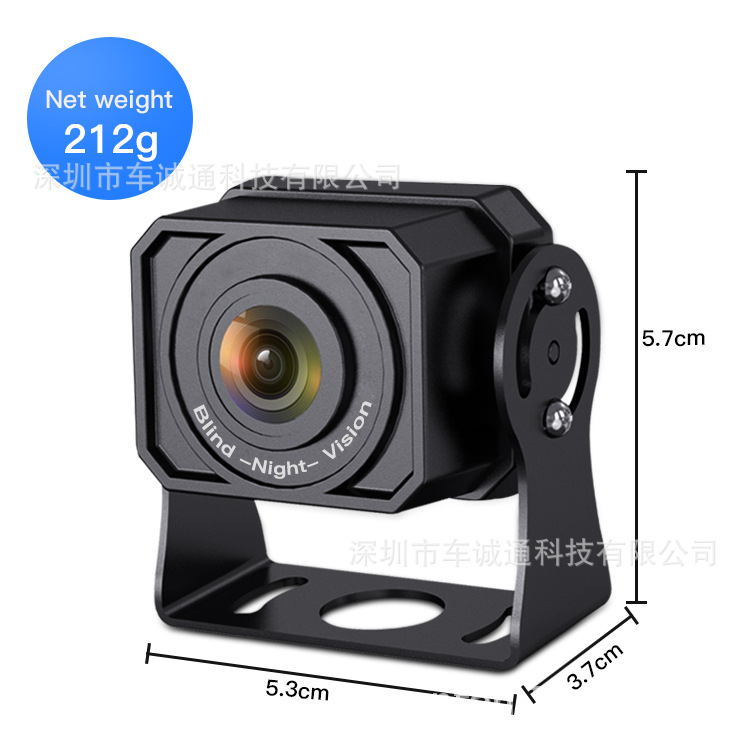 Net weight
212g
深圳市车诚通科技有限公司
5.7cm
Blind -Night- Vision
深圳市车诚通科技有限公司
3.7cm
5.3cm